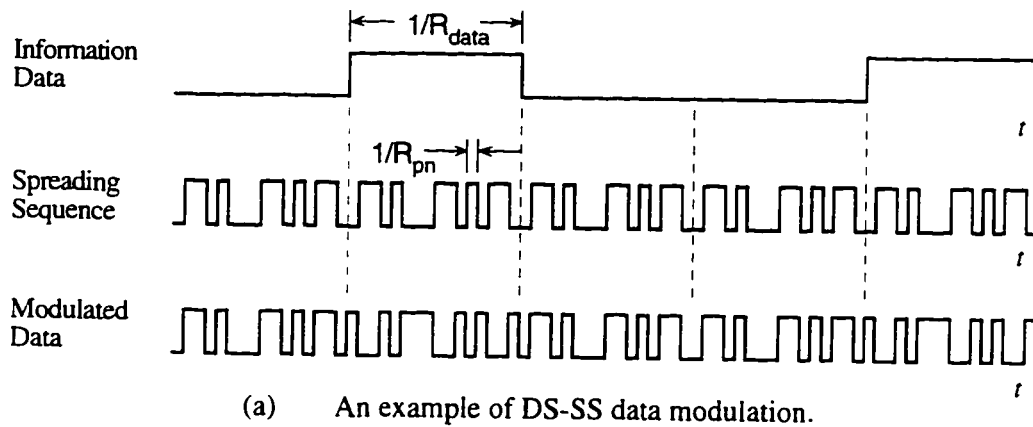 1/R_data
Information
Data
t
1/R_pn
Spreading
Sequence
t
Modulated
Data
t
(a) An example of DS-SS data modulation.